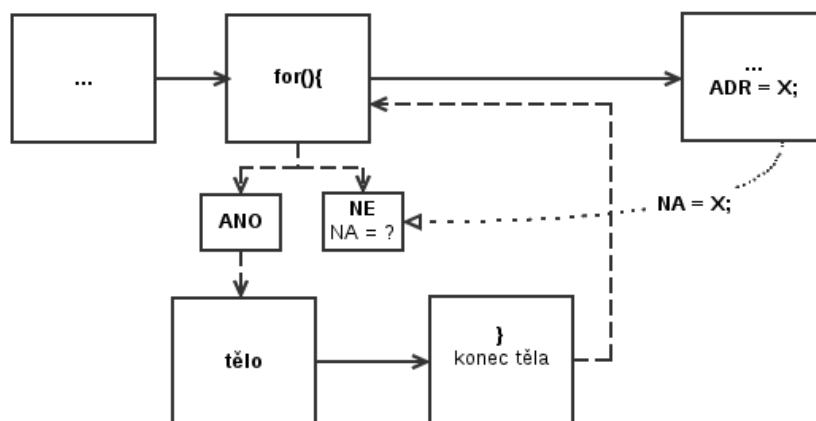 ...
for(){
...
ADR = X;
ANO
NE
NA = ?
NA = X;
tělo
}
konec těla